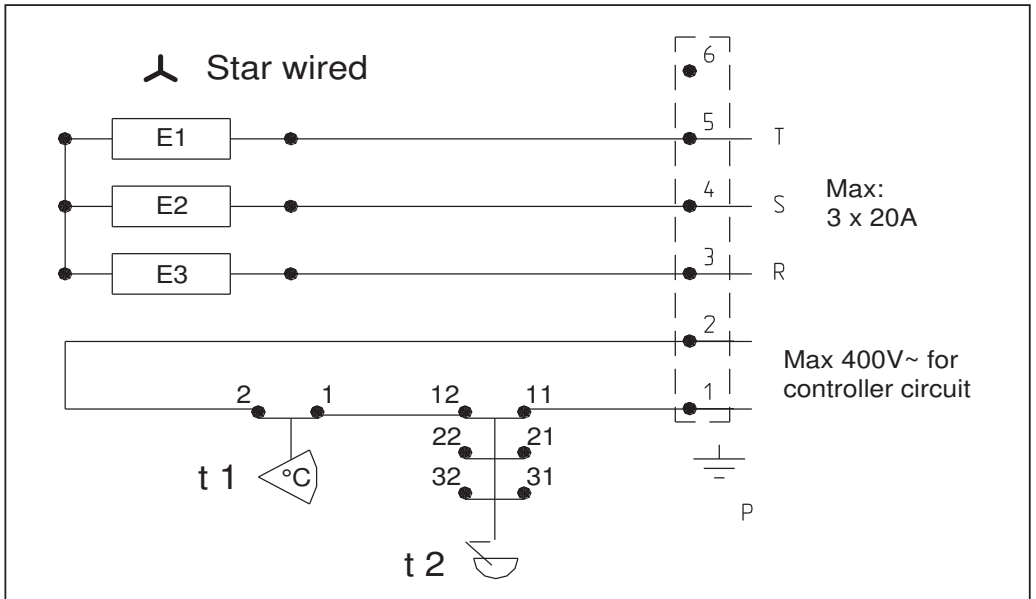 Star wired
6
E1
5
T
E2
4
S
Max:
3 x 20A
E3
3
R
2
Max 400V~ for
controller circuit
2 1
12 11
1
22 21
t 1
°C
32 31
P
t 2